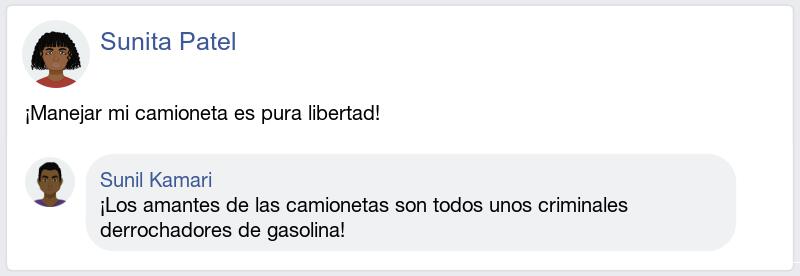 Sunita Patel
¡Manejar mi camioneta es pura libertad!
Sunil Kamari
¡Los amantes de las camionetas son todos unos criminales
derrochadores de gasolina!